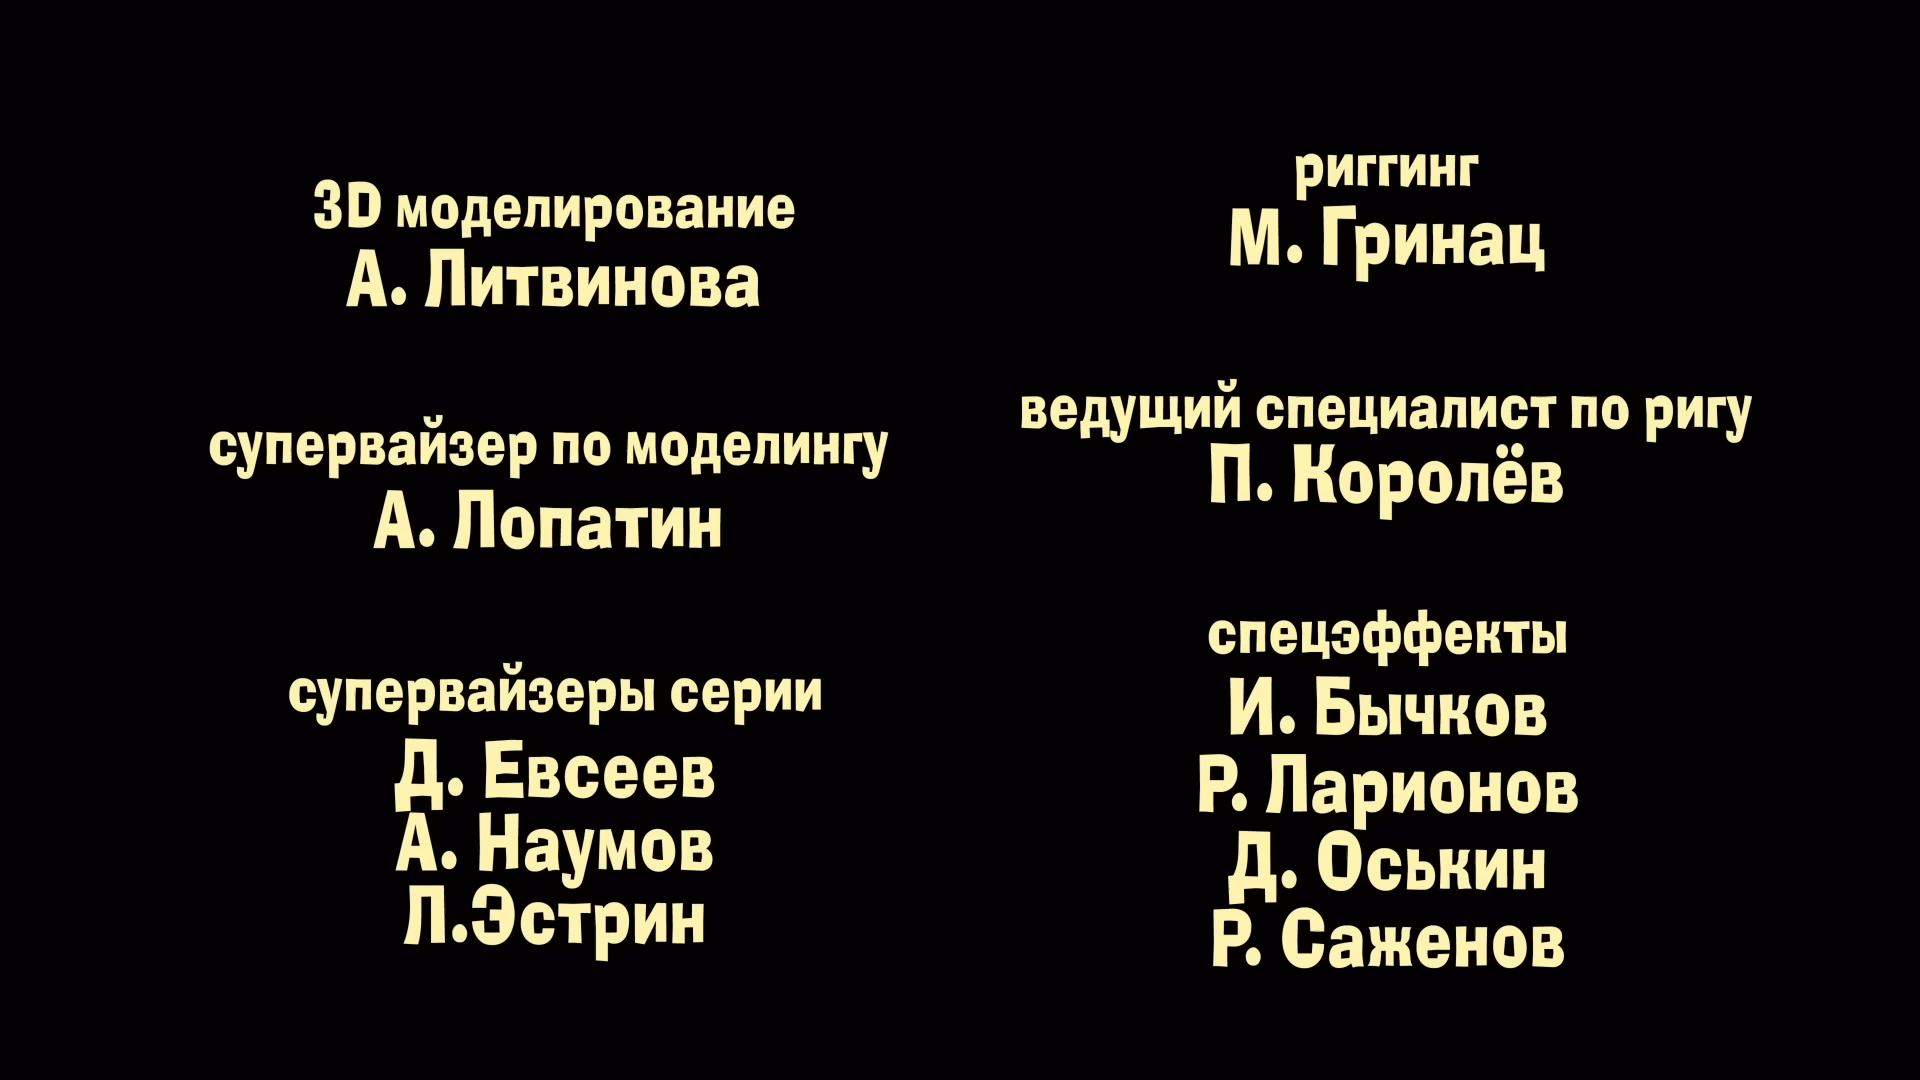 3D моделирование
А. Литвинова
супервайзер по моделингу
А. Лопатин
супервайзеры серии
Д. Евсеев
А. Наумов
Л.Эстрин
риггинг
М. Гринац
ведущий специалист по ригу
П. Королёв
спецэффекты
И. Бычков
Р. Ларионов
Д. Оськин
Р. Саженов